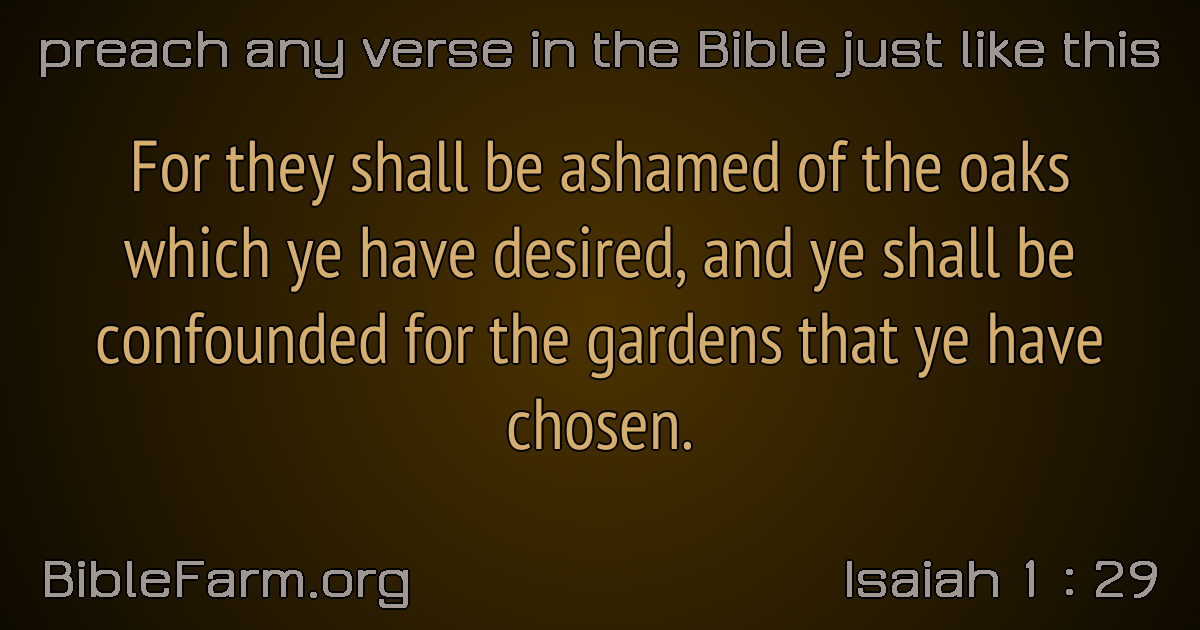 preach any verse in the Bible just like this
For they shall be ashamed of the oaks
which ye have desired, and ye shall be
confounded for the gardens that ye have
chosen.
BibleFarm.org
Isaiah 1 : 29